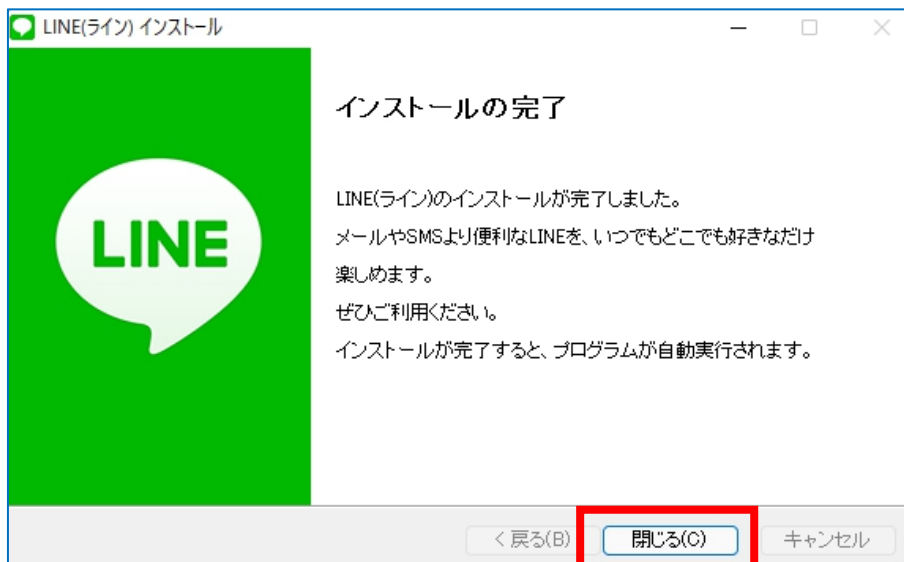 LINE(ライン) インストール
インストールの完了
LINE
LINE(ライン)のインストールが完了しました。
メールやSMSより便利なLINEを、いつでもどこでも好きなだけ
楽しめます。
ぜひご利用ください。
インストールが完了すると、プログラムが自動実行されます。
< 戻る(B)
閉じる(C)
キャンセル